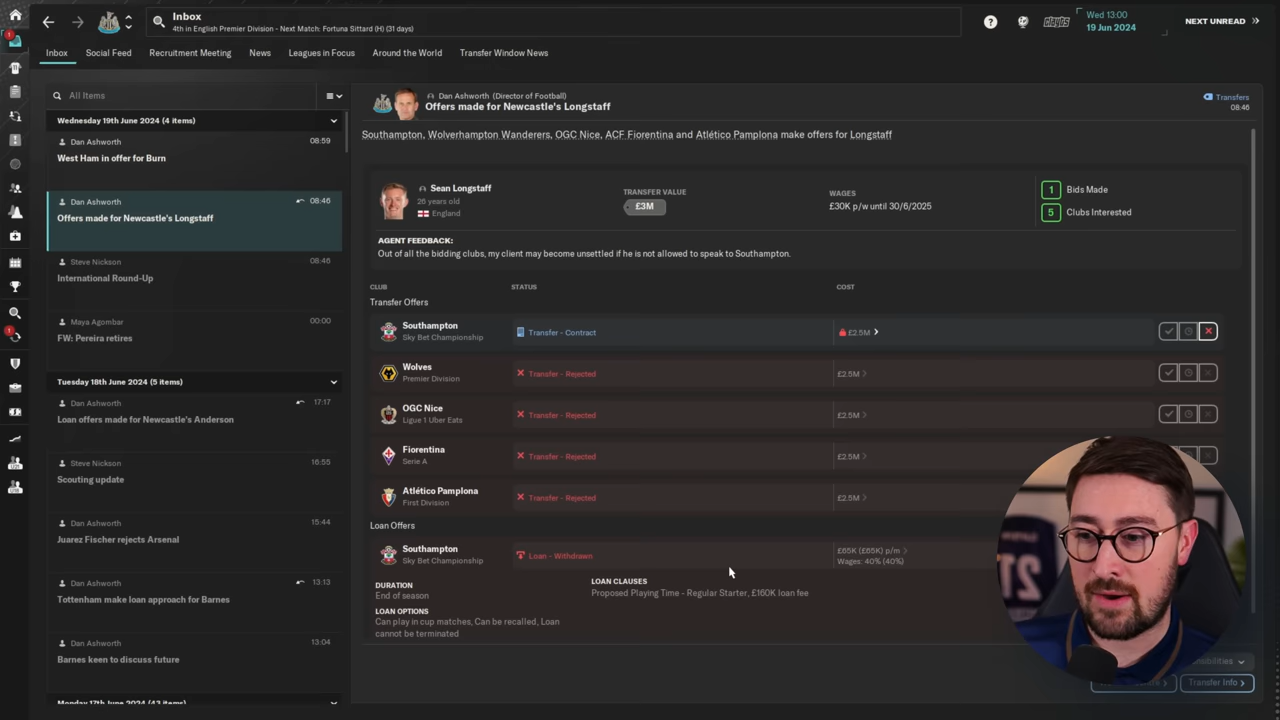 Inbox
4th in English Premier Division - Next Match: Fortuna Sittard (H) (31 days)
Wed 13:00
19 Jun 2024
NEXT UNREAD
Inbox
Social Feed
Recruitment Meeting
News
Leagues in Focus
Around the World
Transfer Window News
All Items
Wednesday 19th June 2024 (4 items)
Dan Ashworth
08:59
West Ham in offer for Burn
Dan Ashworth
08:46
Offers made for Newcastle's Longstaff
Steve Nickson
08:46
International Round-Up
Maya Agombar
00:00
FW: Pereira retires
Tuesday 18th June 2024 (5 items)
Dan Ashworth
17:17
Loan offers made for Newcastle's Anderson
Steve Nickson
16:55
Scouting update
Dan Ashworth
15:44
Juarez Fischer rejects Arsenal
Dan Ashworth
13:13
Tottenham make loan approach for Barnes
Dan Ashworth
13:04
Barnes keen to discuss future
Monday 17th June 2024 (43 items)
Dan Ashworth (Director of Football)
Offers made for Newcastle's Longstaff
Transfers
08:46
Southampton, Wolverhampton Wanderers, OGC Nice, ACF Fiorentina and Atlético Pamplona make offers for Longstaff
Sean Longstaff
26 years old
England
TRANSFER VALUE
£3M
WAGES
£30K p/w until 30/6/2025
1 Bids Made
5 Clubs Interested
AGENT FEEDBACK:
Out of all the bidding clubs, my client may become unsettled if he is not allowed to speak to Southampton.
CLUB
STATUS
COST
Transfer Offers
Southampton
Sky Bet Championship
Transfer - Contract
£2.5M
Wolves
Premier Division
Transfer - Rejected
£2.5M
OGC Nice
Ligue 1 Uber Eats
Transfer - Rejected
£2.5M
Fiorentina
Serie A
Transfer - Rejected
£2.5M
Atlético Pamplona
First Division
Transfer - Rejected
£2.5M
Loan Offers
Southampton
Sky Bet Championship
Loan - Withdrawn
£65K (£65K) p/m
Wages: 40% (40%)
DURATION
End of season
LOAN CLAUSES
Proposed Playing Time - Regular Starter, £160K loan fee
LOAN OPTIONS
Can play in cup matches, Can be recalled, Loan
cannot be terminated
Transfer Info